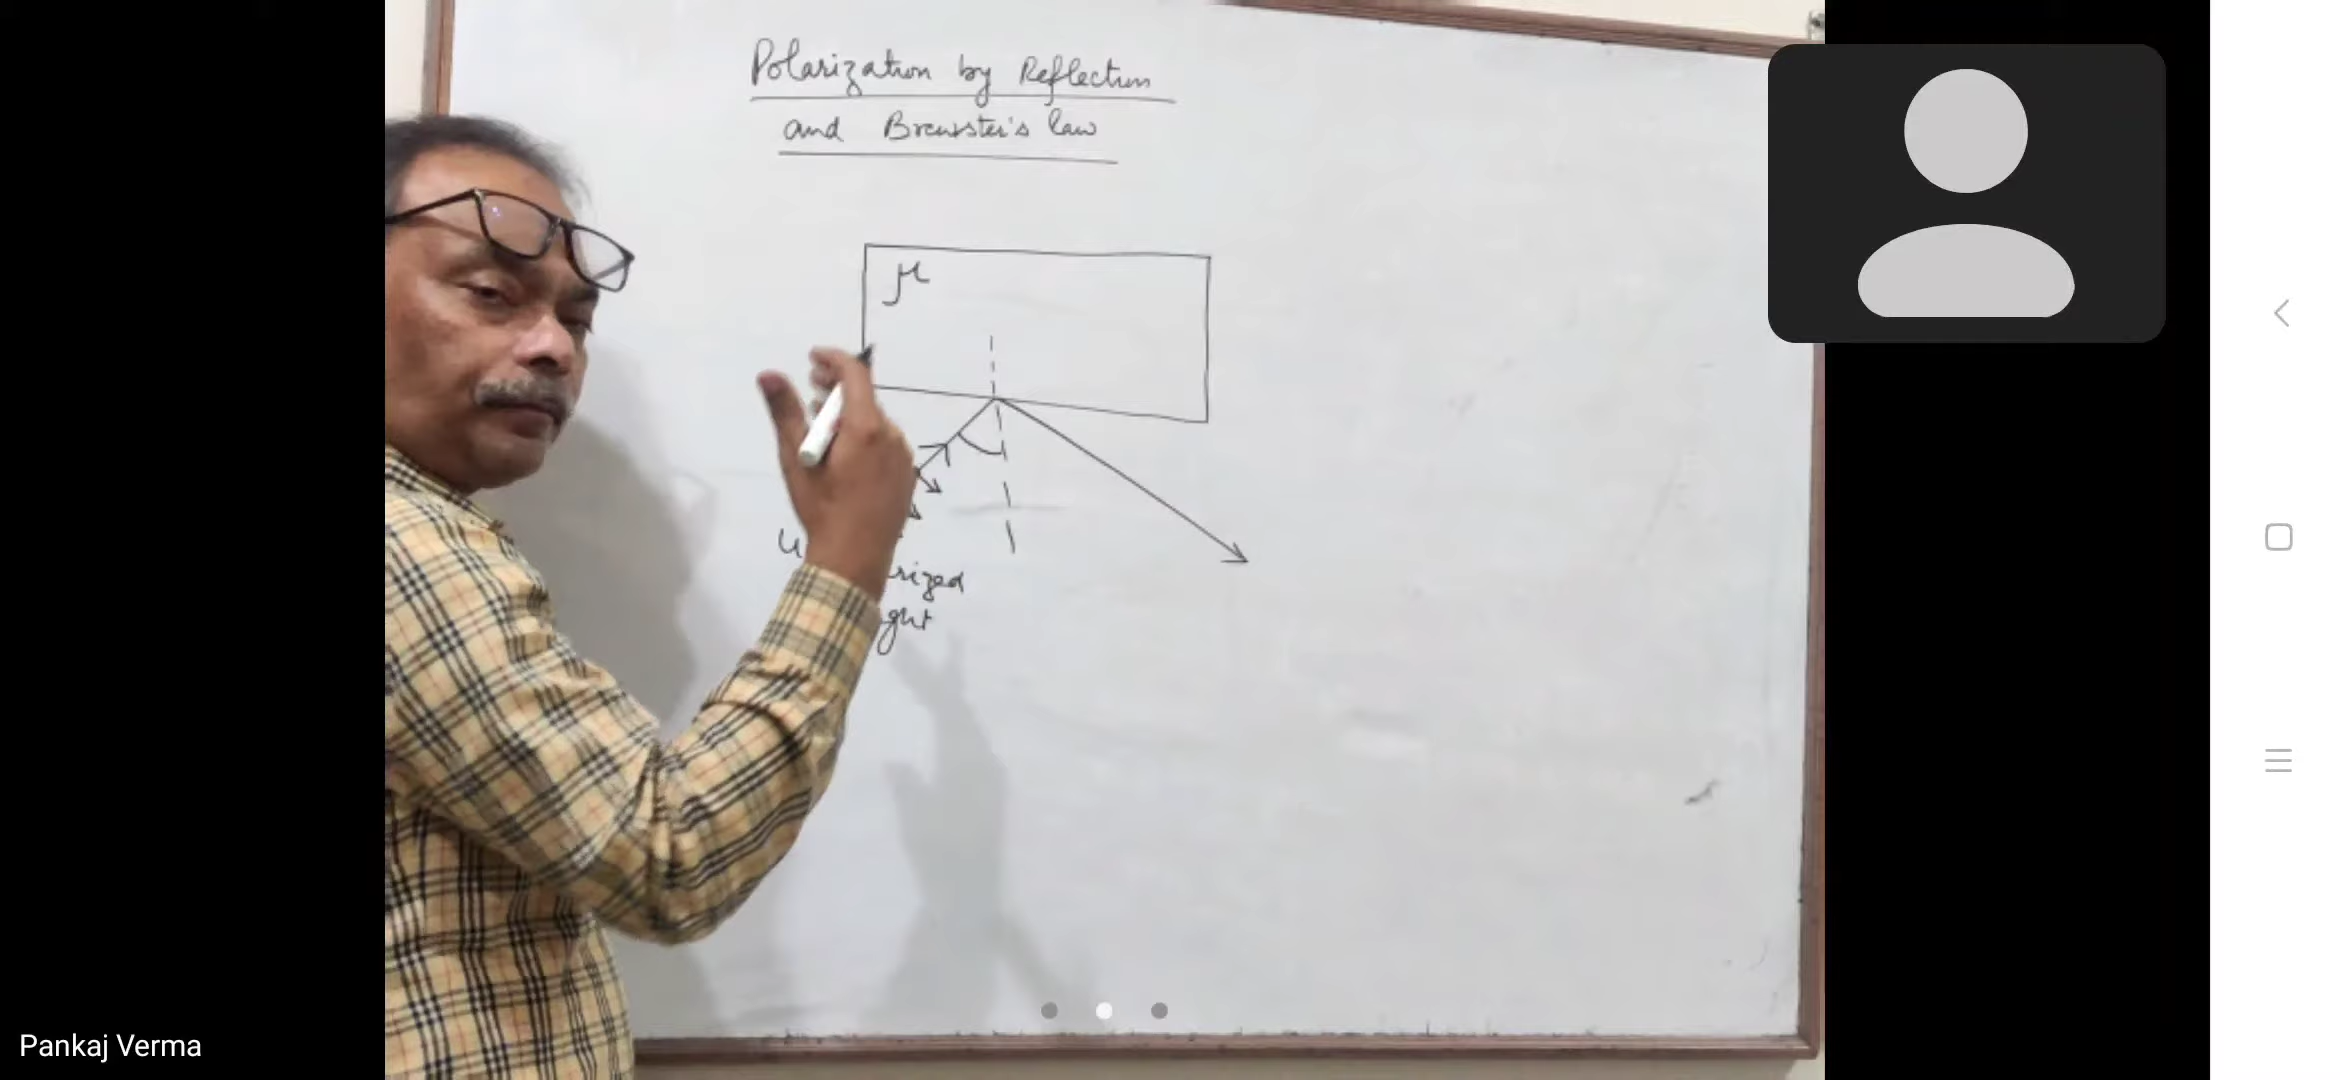 Polarization by Reflection
and Brewster's law
μ
Pankaj Verma